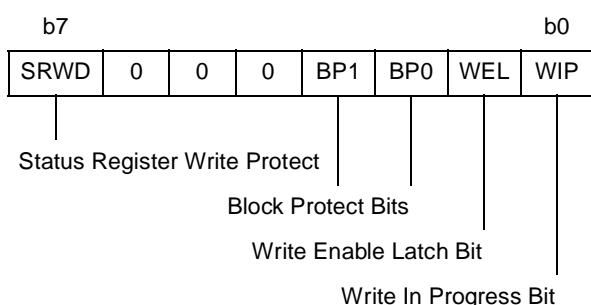 b7 b0
SRWD 0 0 0 BP1 BP0 WEL WIP
Status Register Write Protect
Block Protect Bits
Write Enable Latch Bit
Write In Progress Bit